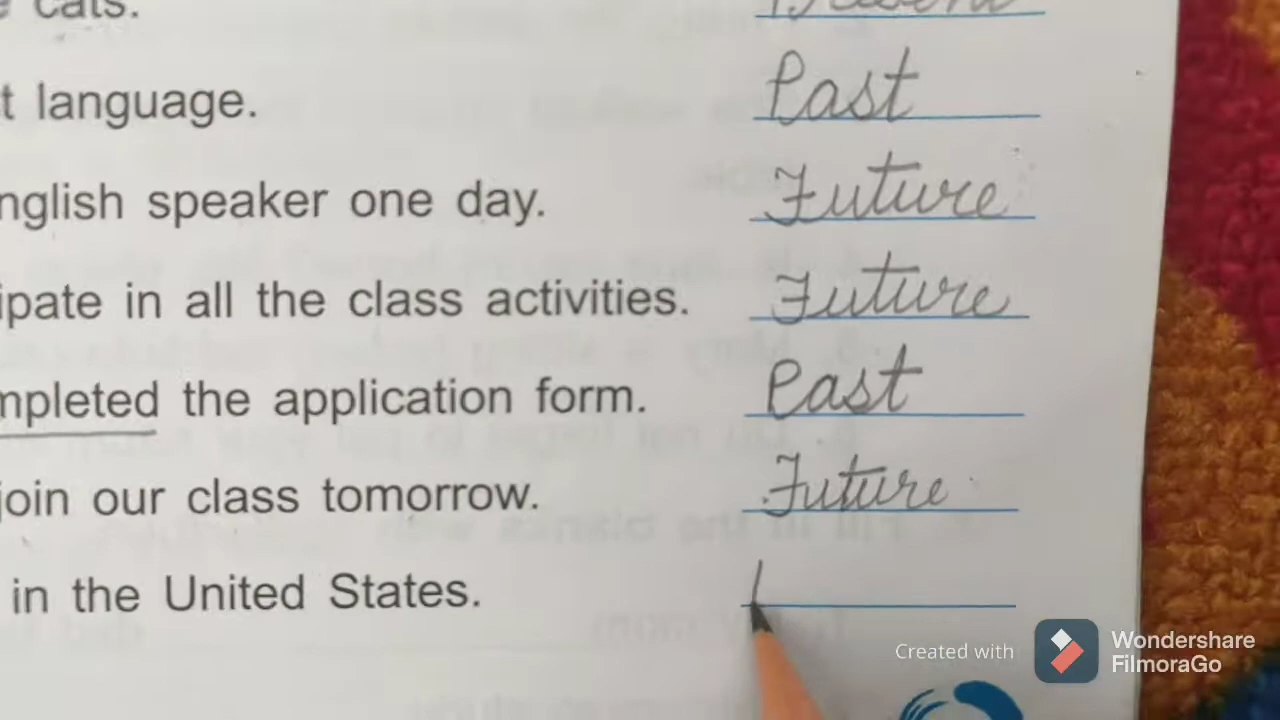 cats. Present
t language. Past
nglish speaker one day. Future
ipate in all the class activities. Future
mpleted the application form. Past
join our class tomorrow. Future
in the United States.
Created with Wondershare FilmoraGo